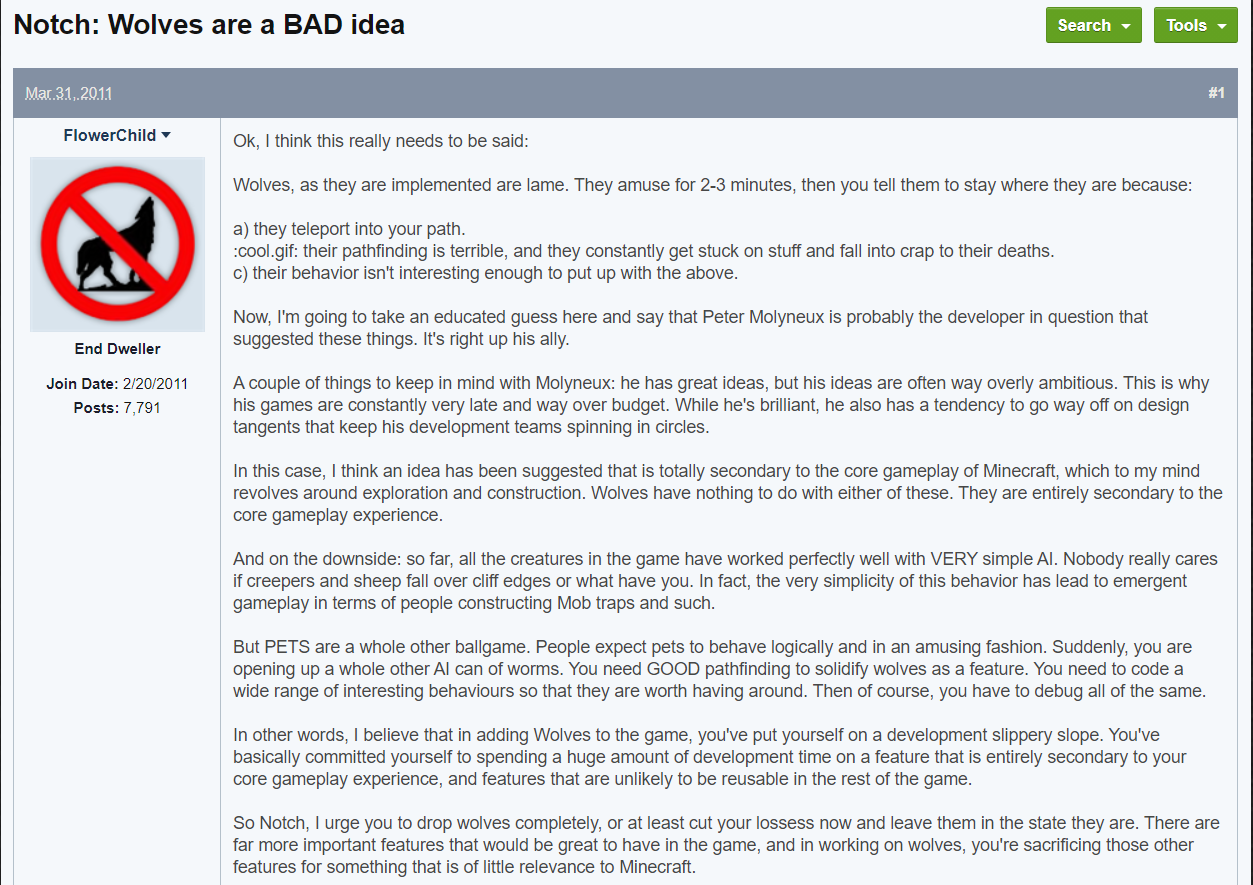 Notch: Wolves are a BAD idea
Search
Tools
Mar 31, 2011
#1
FlowerChild
End Dweller
Join Date: 2/20/2011
Posts: 7,791
Ok, I think this really needs to be said:
Wolves, as they are implemented are lame. They amuse for 2-3 minutes, then you tell them to stay where they are because:
a) they teleport into your path.
:cool.gif: their pathfinding is terrible, and they constantly get stuck on stuff and fall into crap to their deaths.
c) their behavior isn't interesting enough to put up with the above.
Now, I'm going to take an educated guess here and say that Peter Molyneux is probably the developer in question that
suggested these things. It's right up his ally.
A couple of things to keep in mind with Molyneux: he has great ideas, but his ideas are often way overly ambitious. This is why
his games are constantly very late and way over budget. While he's brilliant, he also has a tendency to go way off on design
tangents that keep his development teams spinning in circles.
In this case, I think an idea has been suggested that is totally secondary to the core gameplay of Minecraft, which to my mind
revolves around exploration and construction. Wolves have nothing to do with either of these. They are entirely secondary to the
core gameplay experience.
And on the downside: so far, all the creatures in the game have worked perfectly well with VERY simple AI. Nobody really cares
if creepers and sheep fall over cliff edges or what have you. In fact, the very simplicity of this behavior has lead to emergent
gameplay in terms of people constructing Mob traps and such.
But PETS are a whole other ballgame. People expect pets to behave logically and in an amusing fashion. Suddenly, you are
opening up a whole other AI can of worms. You need GOOD pathfinding to solidify wolves as a feature. You need to code a
wide range of interesting behaviours so that they are worth having around. Then of course, you have to debug all of the same.
In other words, I believe that in adding Wolves to the game, you've put yourself on a development slippery slope. You've
basically committed yourself to spending a huge amount of development time on a feature that is entirely secondary to your
core gameplay experience, and features that are unlikely to be reusable in the rest of the game.
So Notch, I urge you to drop wolves completely, or at least cut your lossess now and leave them in the state they are. There are
far more important features that would be great to have in the game, and in working on wolves, you're sacrificing those other
features for something that is of little relevance to Minecraft.